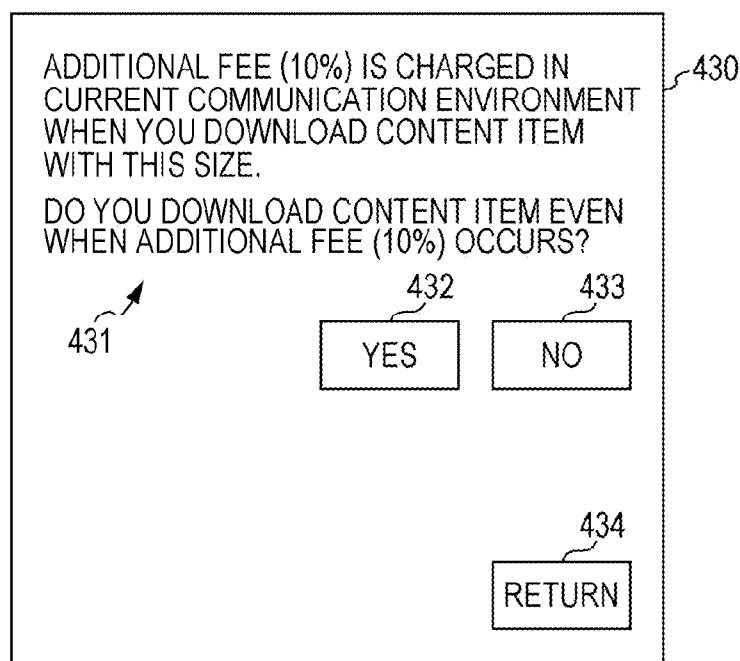 ADDITIONAL FEE (10%) IS CHARGED IN
CURRENT COMMUNICATION ENVIRONMENT
WHEN YOU DOWNLOAD CONTENT ITEM
WITH THIS SIZE.
430
DO YOU DOWNLOAD CONTENT ITEM EVEN
WHEN ADDITIONAL FEE (10%) OCCURS?
431
432
433
YES
NO
434
RETURN